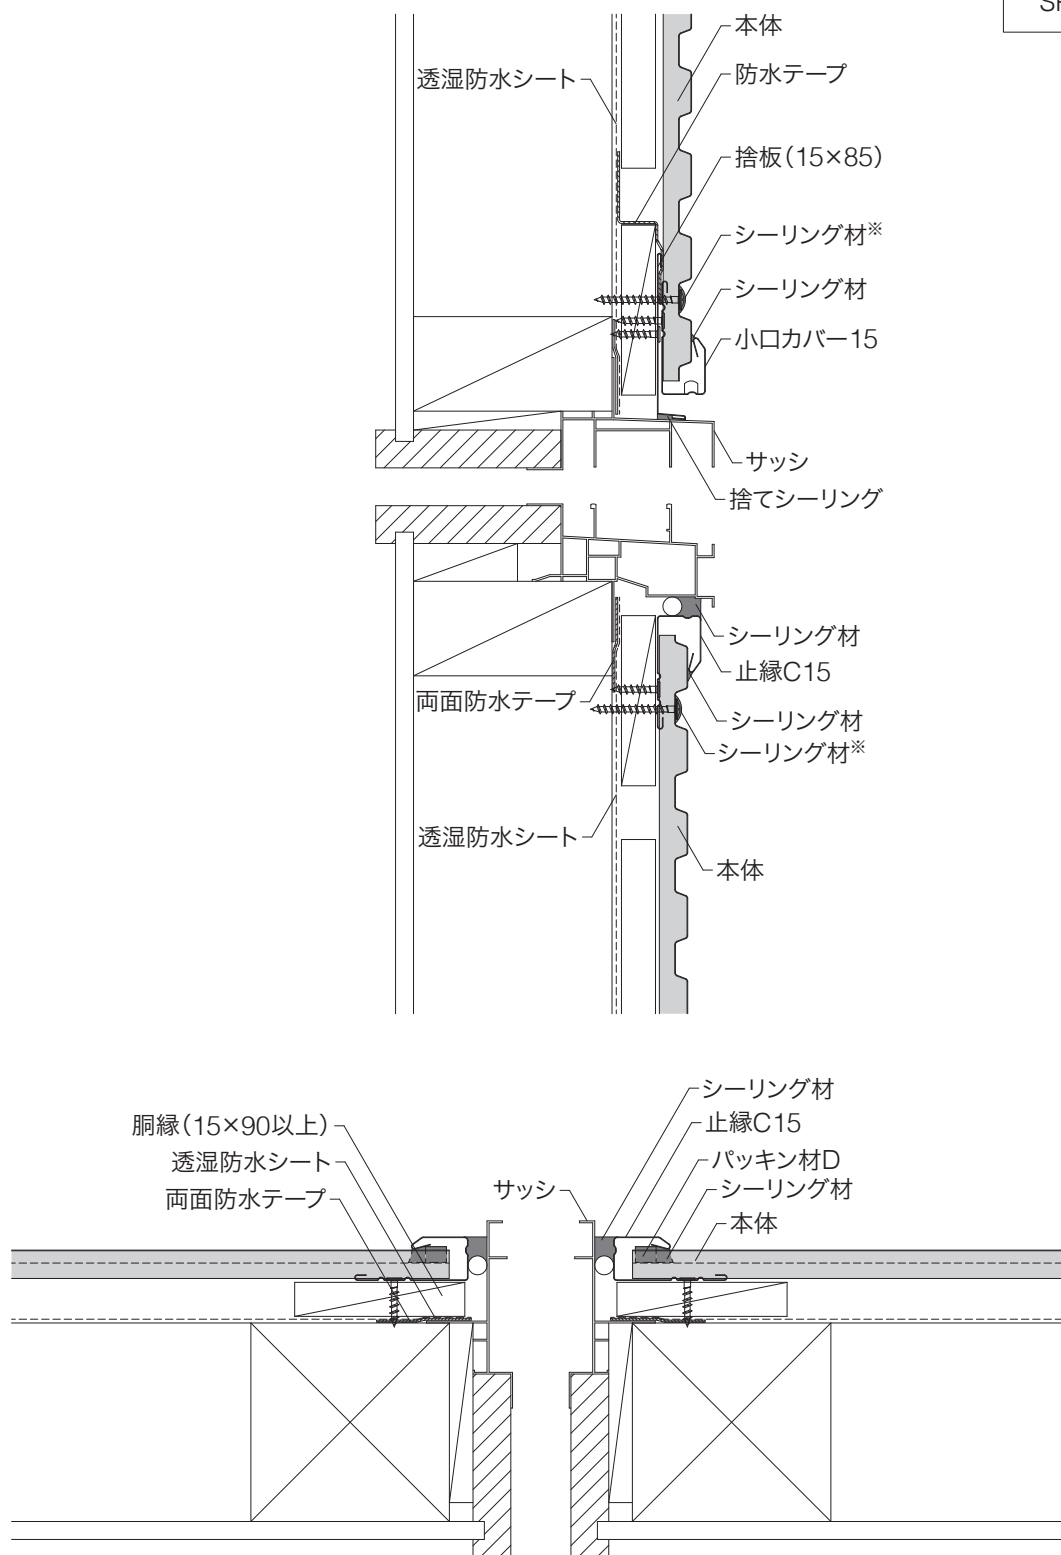 本体
透湿防水シート
防水テープ
捨板(15×85)
シーリング材※
シーリング材
小口カバー15
サッシ
捨てシーリング
シーリング材
止縁C15
両面防水テープ
シーリング材
シーリング材※
透湿防水シート
本体
シーリング材
胴縁(15×90以上)
止縁C15
透湿防水シート
パッキン材D
両面防水テープ
サッシ
シーリング材
本体